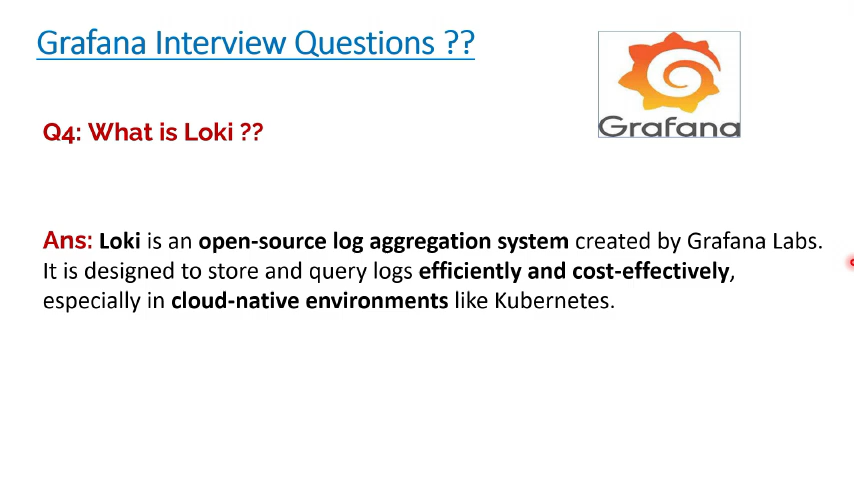 Grafana Interview Questions ??
Grafana
Q4: What is Loki ??
Ans: Loki is an open-source log aggregation system created by Grafana Labs.
It is designed to store and query logs efficiently and cost-effectively,
especially in cloud-native environments like Kubernetes.